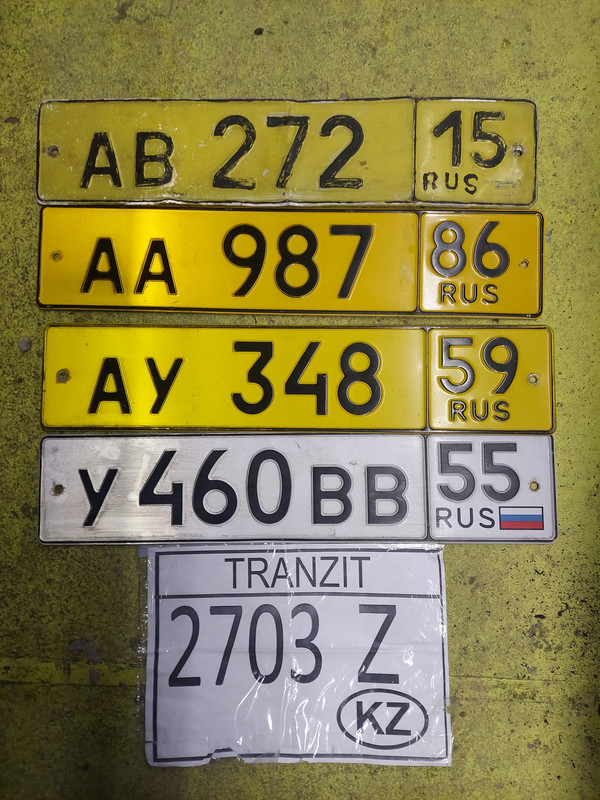 АВ 272 15
RUS
АА 987 86
RUS
АУ 348 59
RUS
У 460 ВВ 55
RUS
TRANZIT
2703 Z
KZ